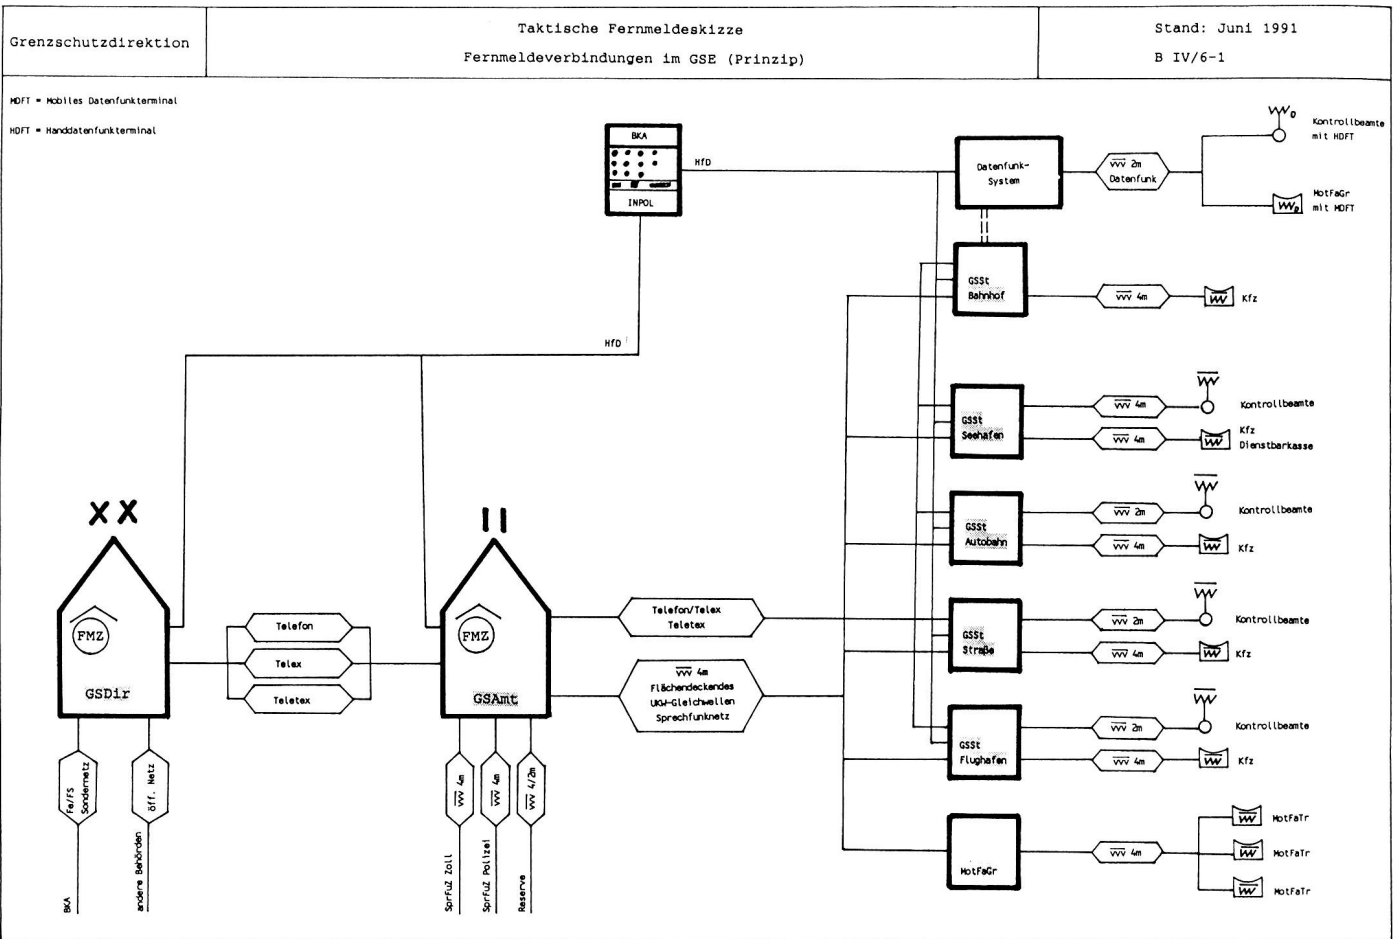 Grenzschutzdirektion
Taktische Fernmeldeskizze
Fernmeldeverbindungen im GSE (Prinzip)
Stand: Juni 1991
B IV/6-1
MDFT = Mobiles Datenfunkterminal
HDFT = Handdatenfunkterminal
BKA
INPOL
HfD
Datenfunk-
System
2m
Datenfunk
D
Kontrollbeamte
mit HDFT
D
MotFaGr
mit MDFT
GSSt
Bahnhof
4m
Kfz
HfD
GSSt
Seehafen
4m
Kontrollbeamte
4m
Kfz
Dienstbarkasse
GSSt
Autobahn
2m
Kontrollbeamte
4m
Kfz
XX
FMZ
GSDir
Telefon
Telex
Teletex
II
FMZ
GSAmt
Telefon/Telex
Teletex
4m
Flächendeckendes
UKW-Gleichwellen
Sprechfunknetz
GSSt
Straße
2m
Kontrollbeamte
4m
Kfz
GSSt
Flughafen
2m
Kontrollbeamte
4m
Kfz
MotFaGr
4m
MotFaTr
MotFaTr
MotFaTr
Fe/FS
Sondernetz
BKA
öff. Netz
andere Behörden
4m
SprFuZ Zoll
4m
SprFuZ Polizei
4/2m
Reserve